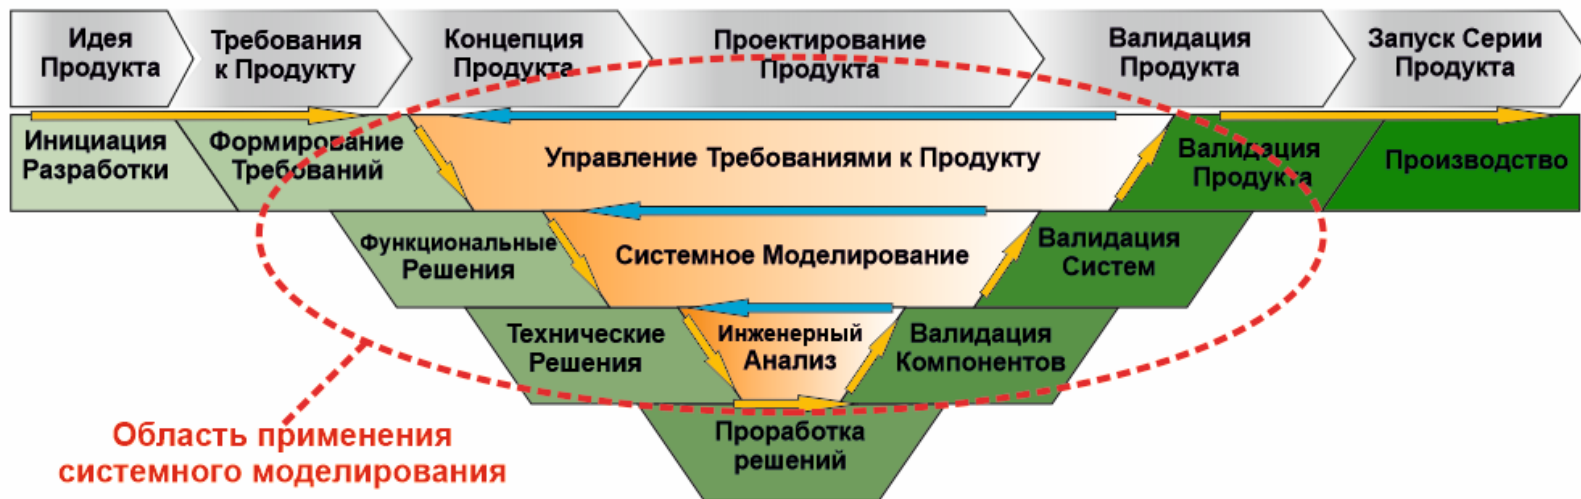 Идея
Продукта
Требования
к Продукту
Концепция
Продукта
Проектирование
Продукта
Валидация
Продукта
Запуск Серии
Продукта
Инициация
Разработки
Формирование
Требований
Управление Требованиями к Продукту
Валидация
Продукта
Производство
Функциональные
Решения
Системное Моделирование
Валидация
Систем
Технические
Решения
Инженерный
Анализ
Валидация
Компонентов
Проработка
решений
Область применения
системного моделирования